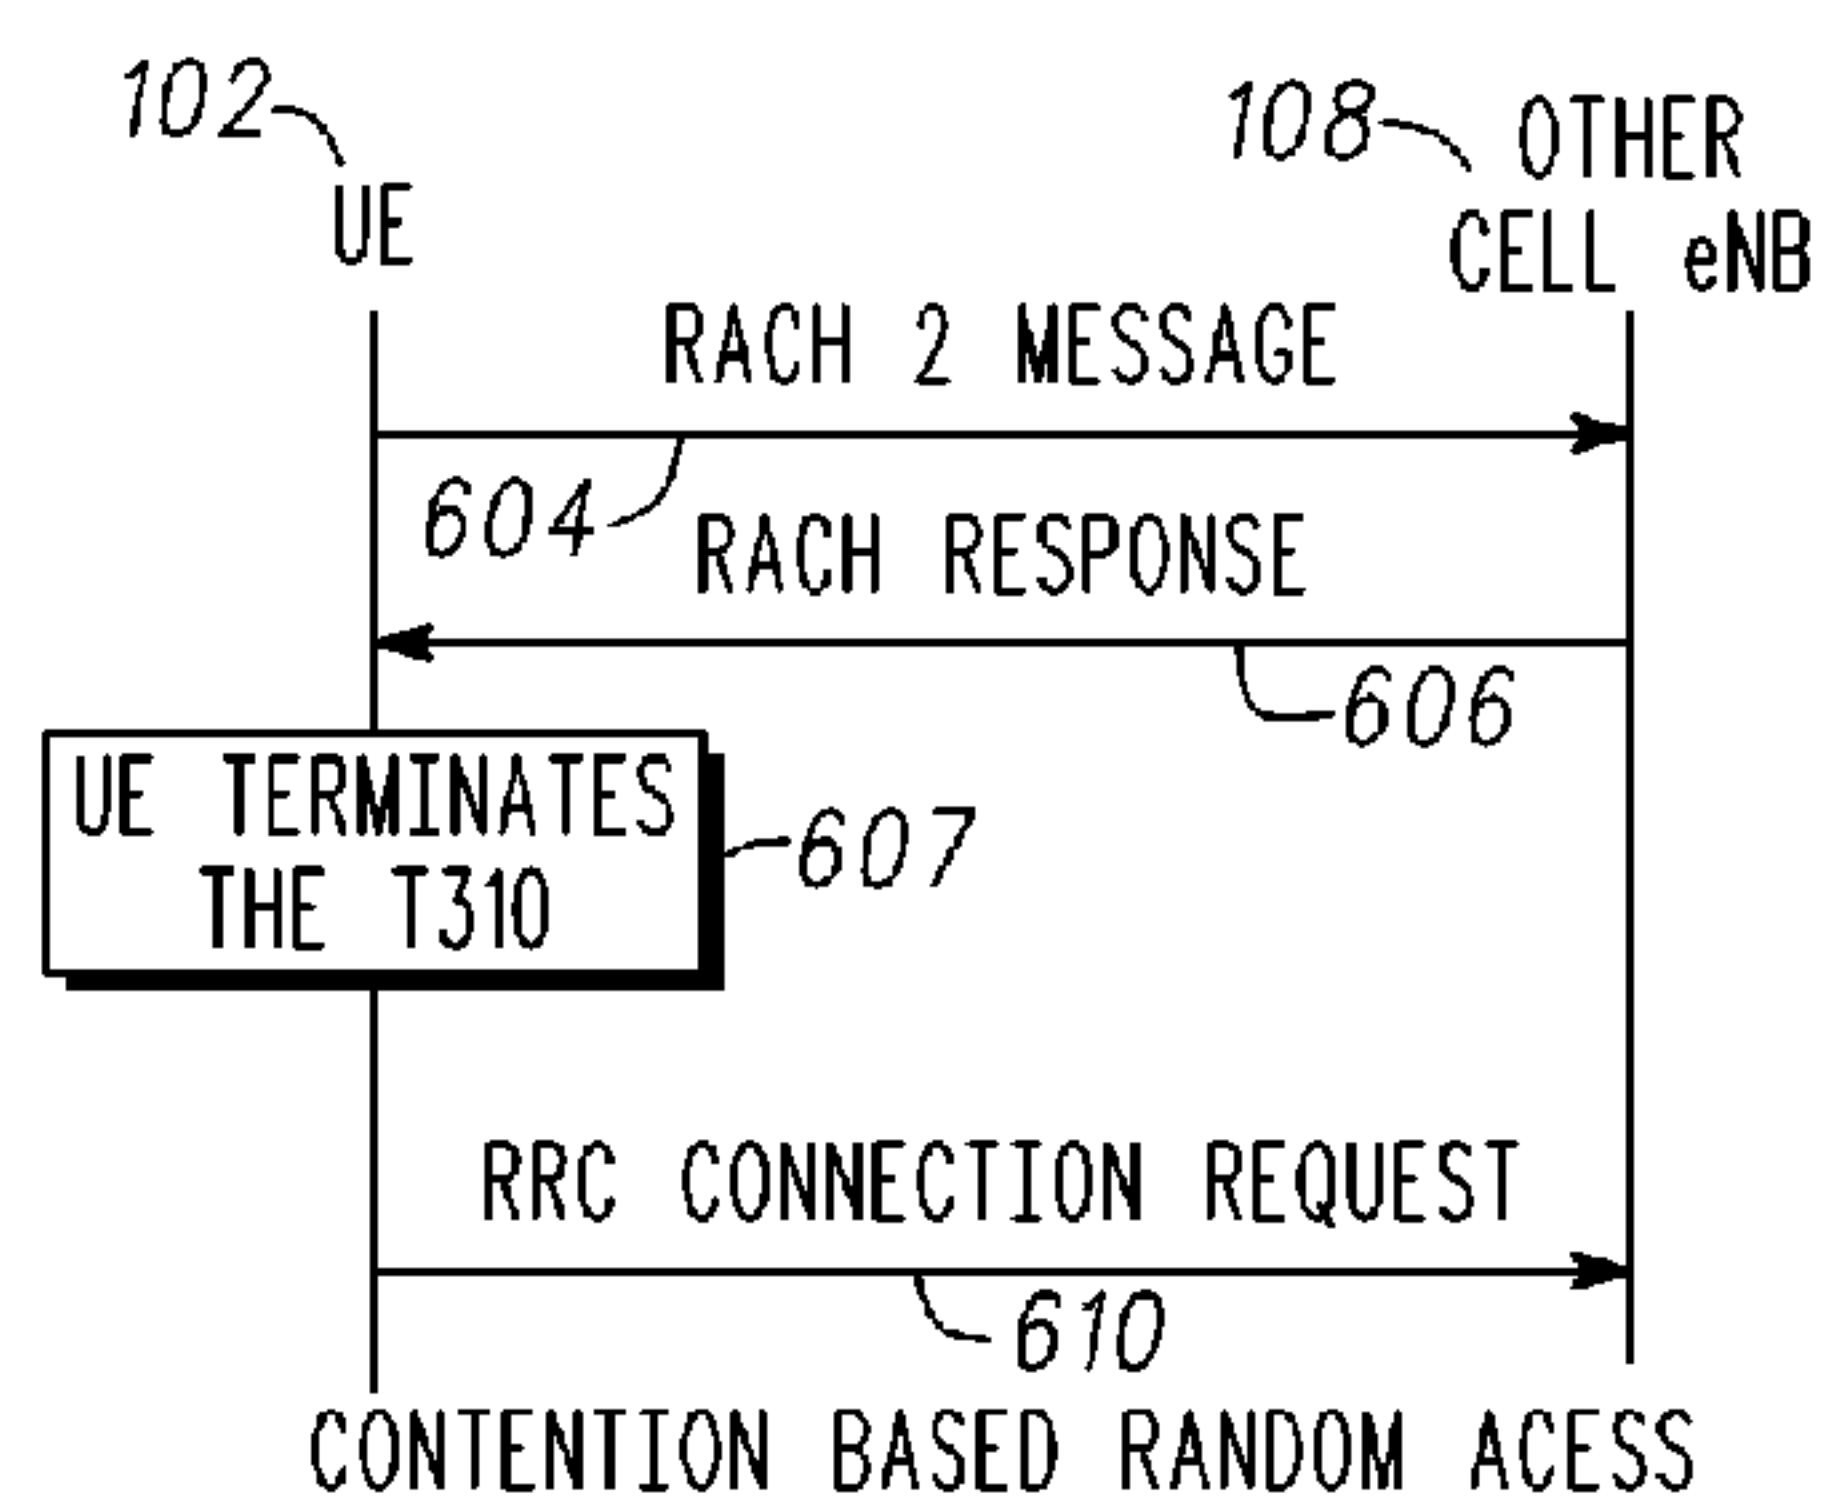 102
UE
108
OTHER
CELL eNB
RACH 2 MESSAGE
604
RACH RESPONSE
606
UE TERMINATES
THE T310
607
RRC CONNECTION REQUEST
610
CONTENTION BASED RANDOM ACESS